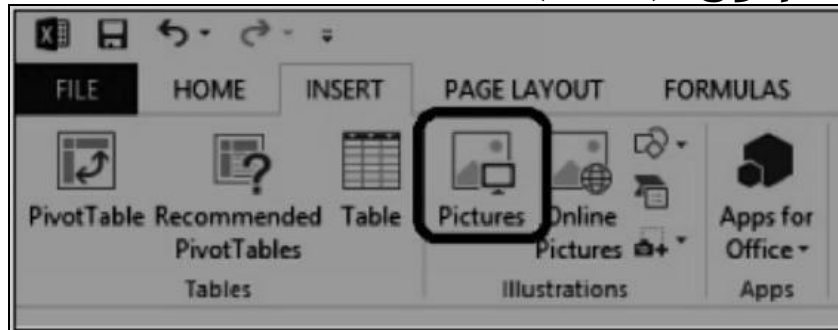 FILE HOME INSERT PAGE LAYOUT FORMULAS
PivotTable Recommended Table Pictures Online Apps for
PivotTables Pictures Office
Tables Illustrations Apps